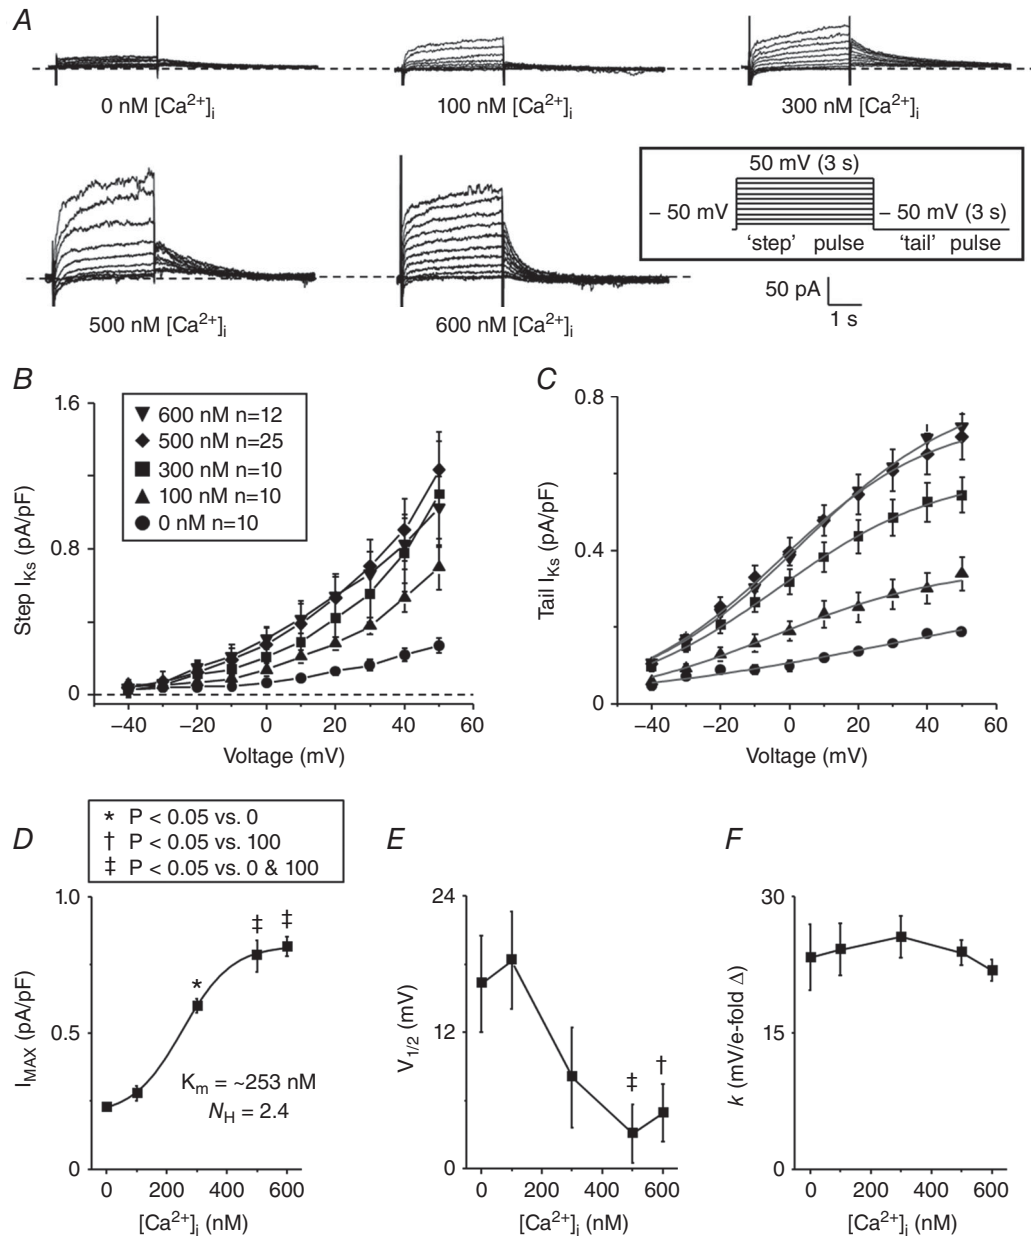 A
0 nM [Ca²⁺]ᵢ
100 nM [Ca²⁺]ᵢ
300 nM [Ca²⁺]ᵢ
500 nM [Ca²⁺]ᵢ
600 nM [Ca²⁺]ᵢ
50 mV (3 s)
– 50 mV
– 50 mV (3 s)
'step' pulse
'tail' pulse
50 pA
1 s
B
1.6
0.8
0
Step I_Ks (pA/pF)
600 nM n=12
500 nM n=25
300 nM n=10
100 nM n=10
0 nM n=10
−40 −20 0 20 40 60
Voltage (mV)
C
0.8
0.4
0
Tail I_Ks (pA/pF)
−40 −20 0 20 40 60
Voltage (mV)
* P < 0.05 vs. 0
† P < 0.05 vs. 100
‡ P < 0.05 vs. 0 & 100
D
1.0
0.5
0
I_MAX (pA/pF)
*
‡
‡
K_m = ~253 nM
N_H = 2.4
0 200 400 600
[Ca²⁺]ᵢ (nM)
E
24
12
0
V_1/2 (mV)
‡
†
0 200 400 600
[Ca²⁺]ᵢ (nM)
F
30
15
0
k (mV/e-fold Δ)
0 200 400 600
[Ca²⁺]ᵢ (nM)